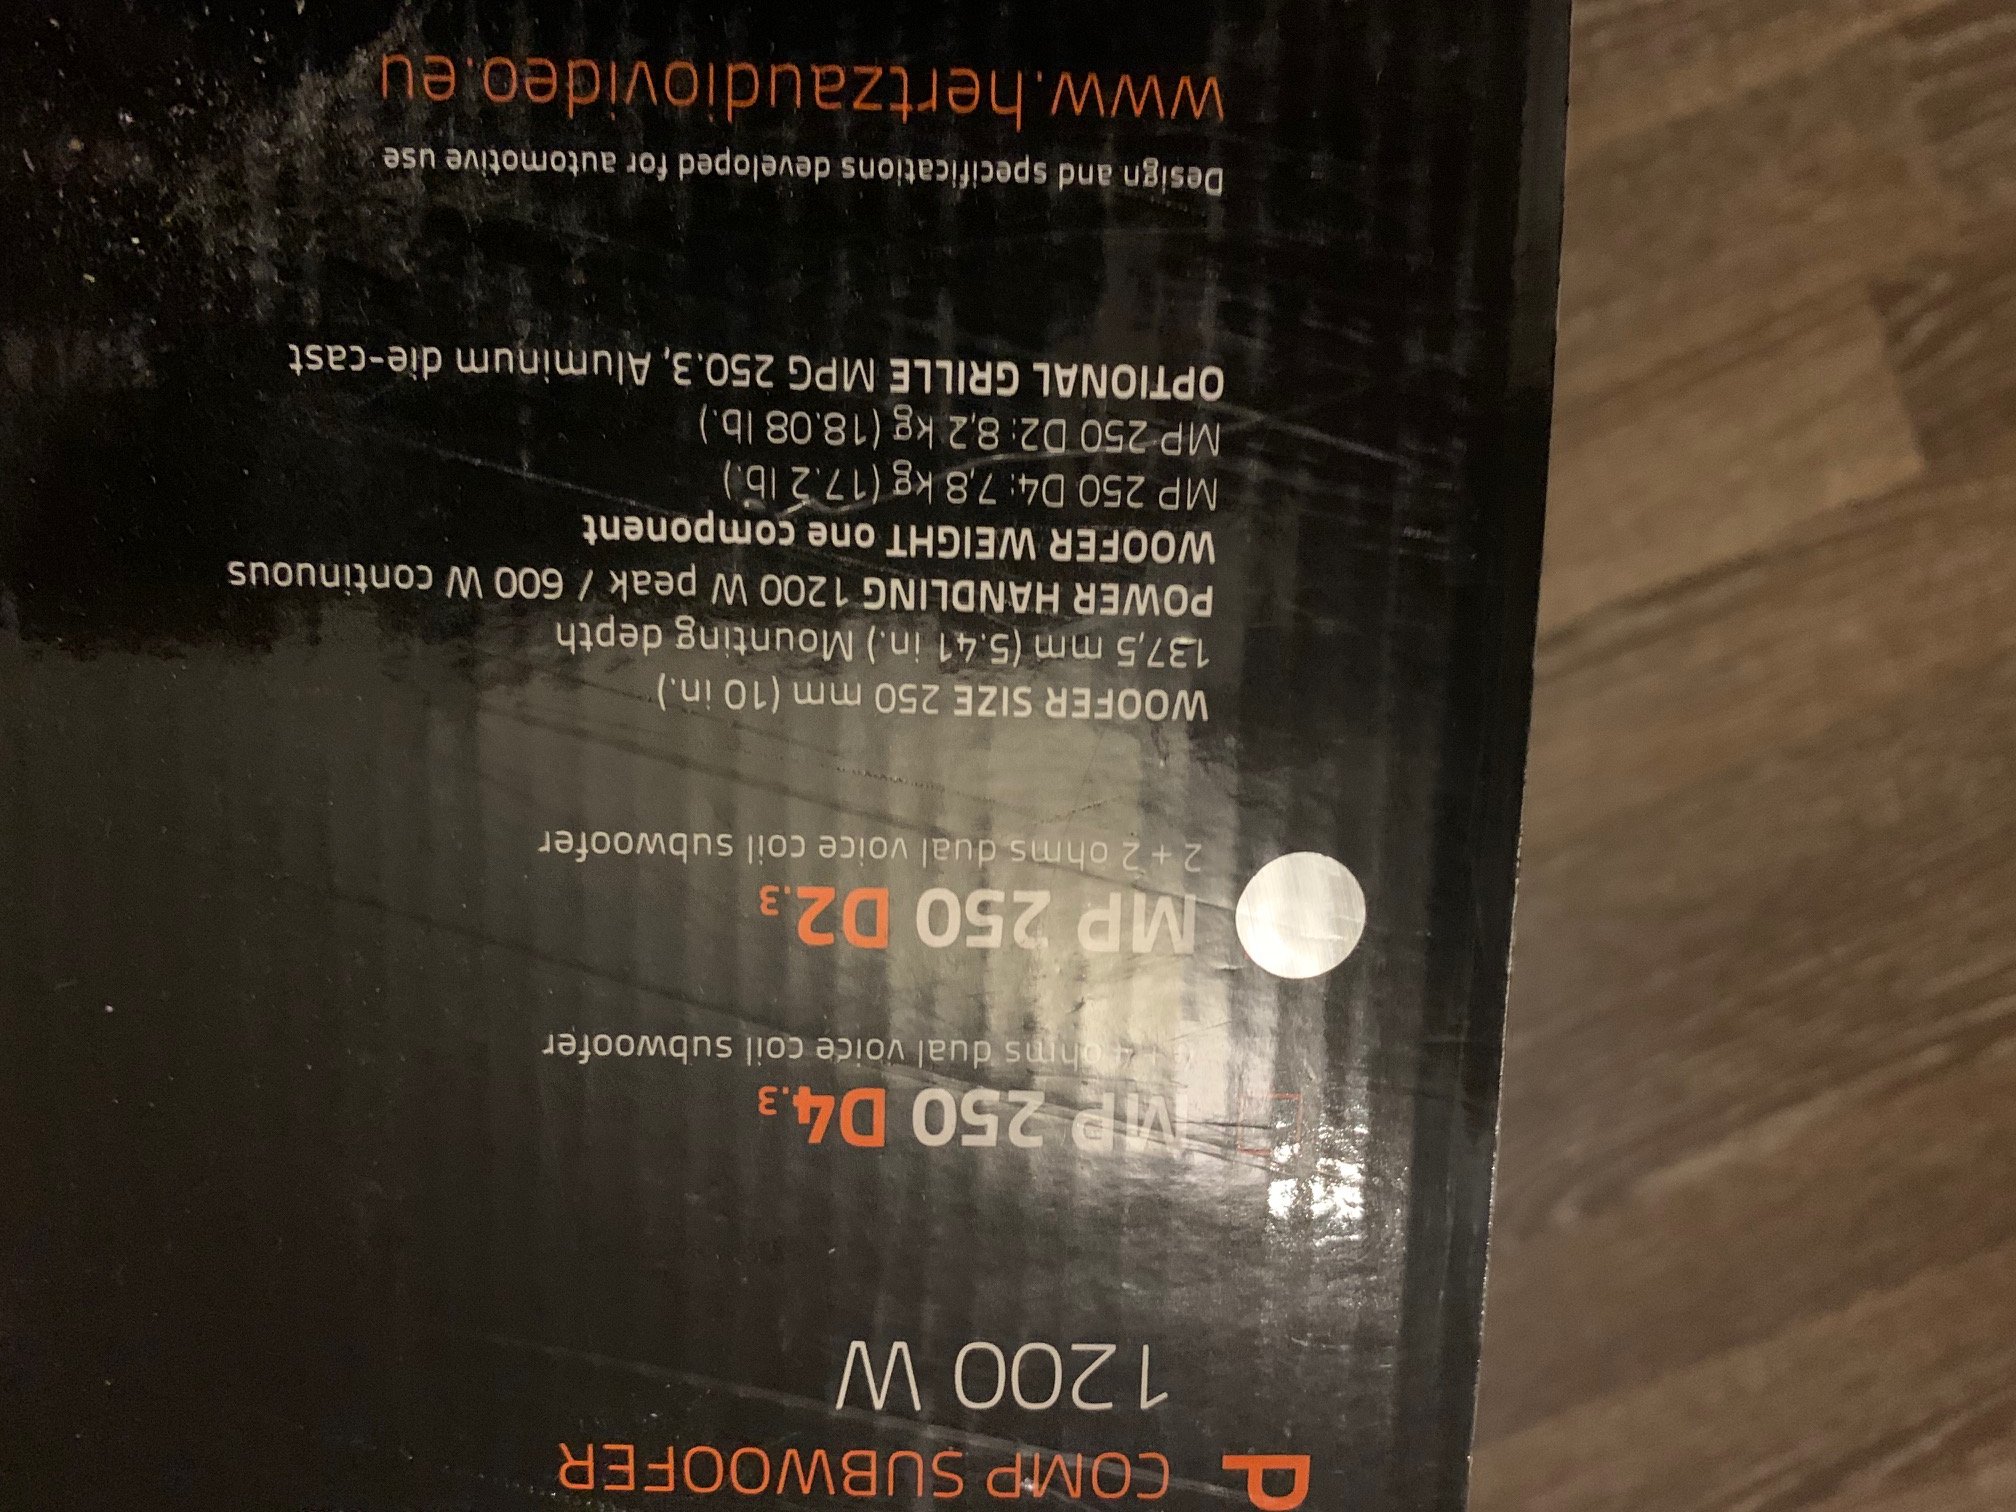 P COMP SUBWOOFER
1200 W
MP 250 D4.3
4 ohms dual voice coil subwoofer
MP 250 D2.3
2 + 2 ohms dual voice coil subwoofer
WOOFER SIZE 250 mm (10 in.)
137,5 mm (5.41 in.) Mounting depth
POWER HANDLING 1200 W peak / 600 W continuous
WOOFER WEIGHT one component
MP 250 D4: 7,8 kg (17.2 lb.)
MP 250 D2: 8,2 kg (18.08 lb.)
OPTIONAL GRILLE MPG 250.3, Aluminum die-cast
Design and specifications developed for automotive use
www.hertzaudiovideo.eu